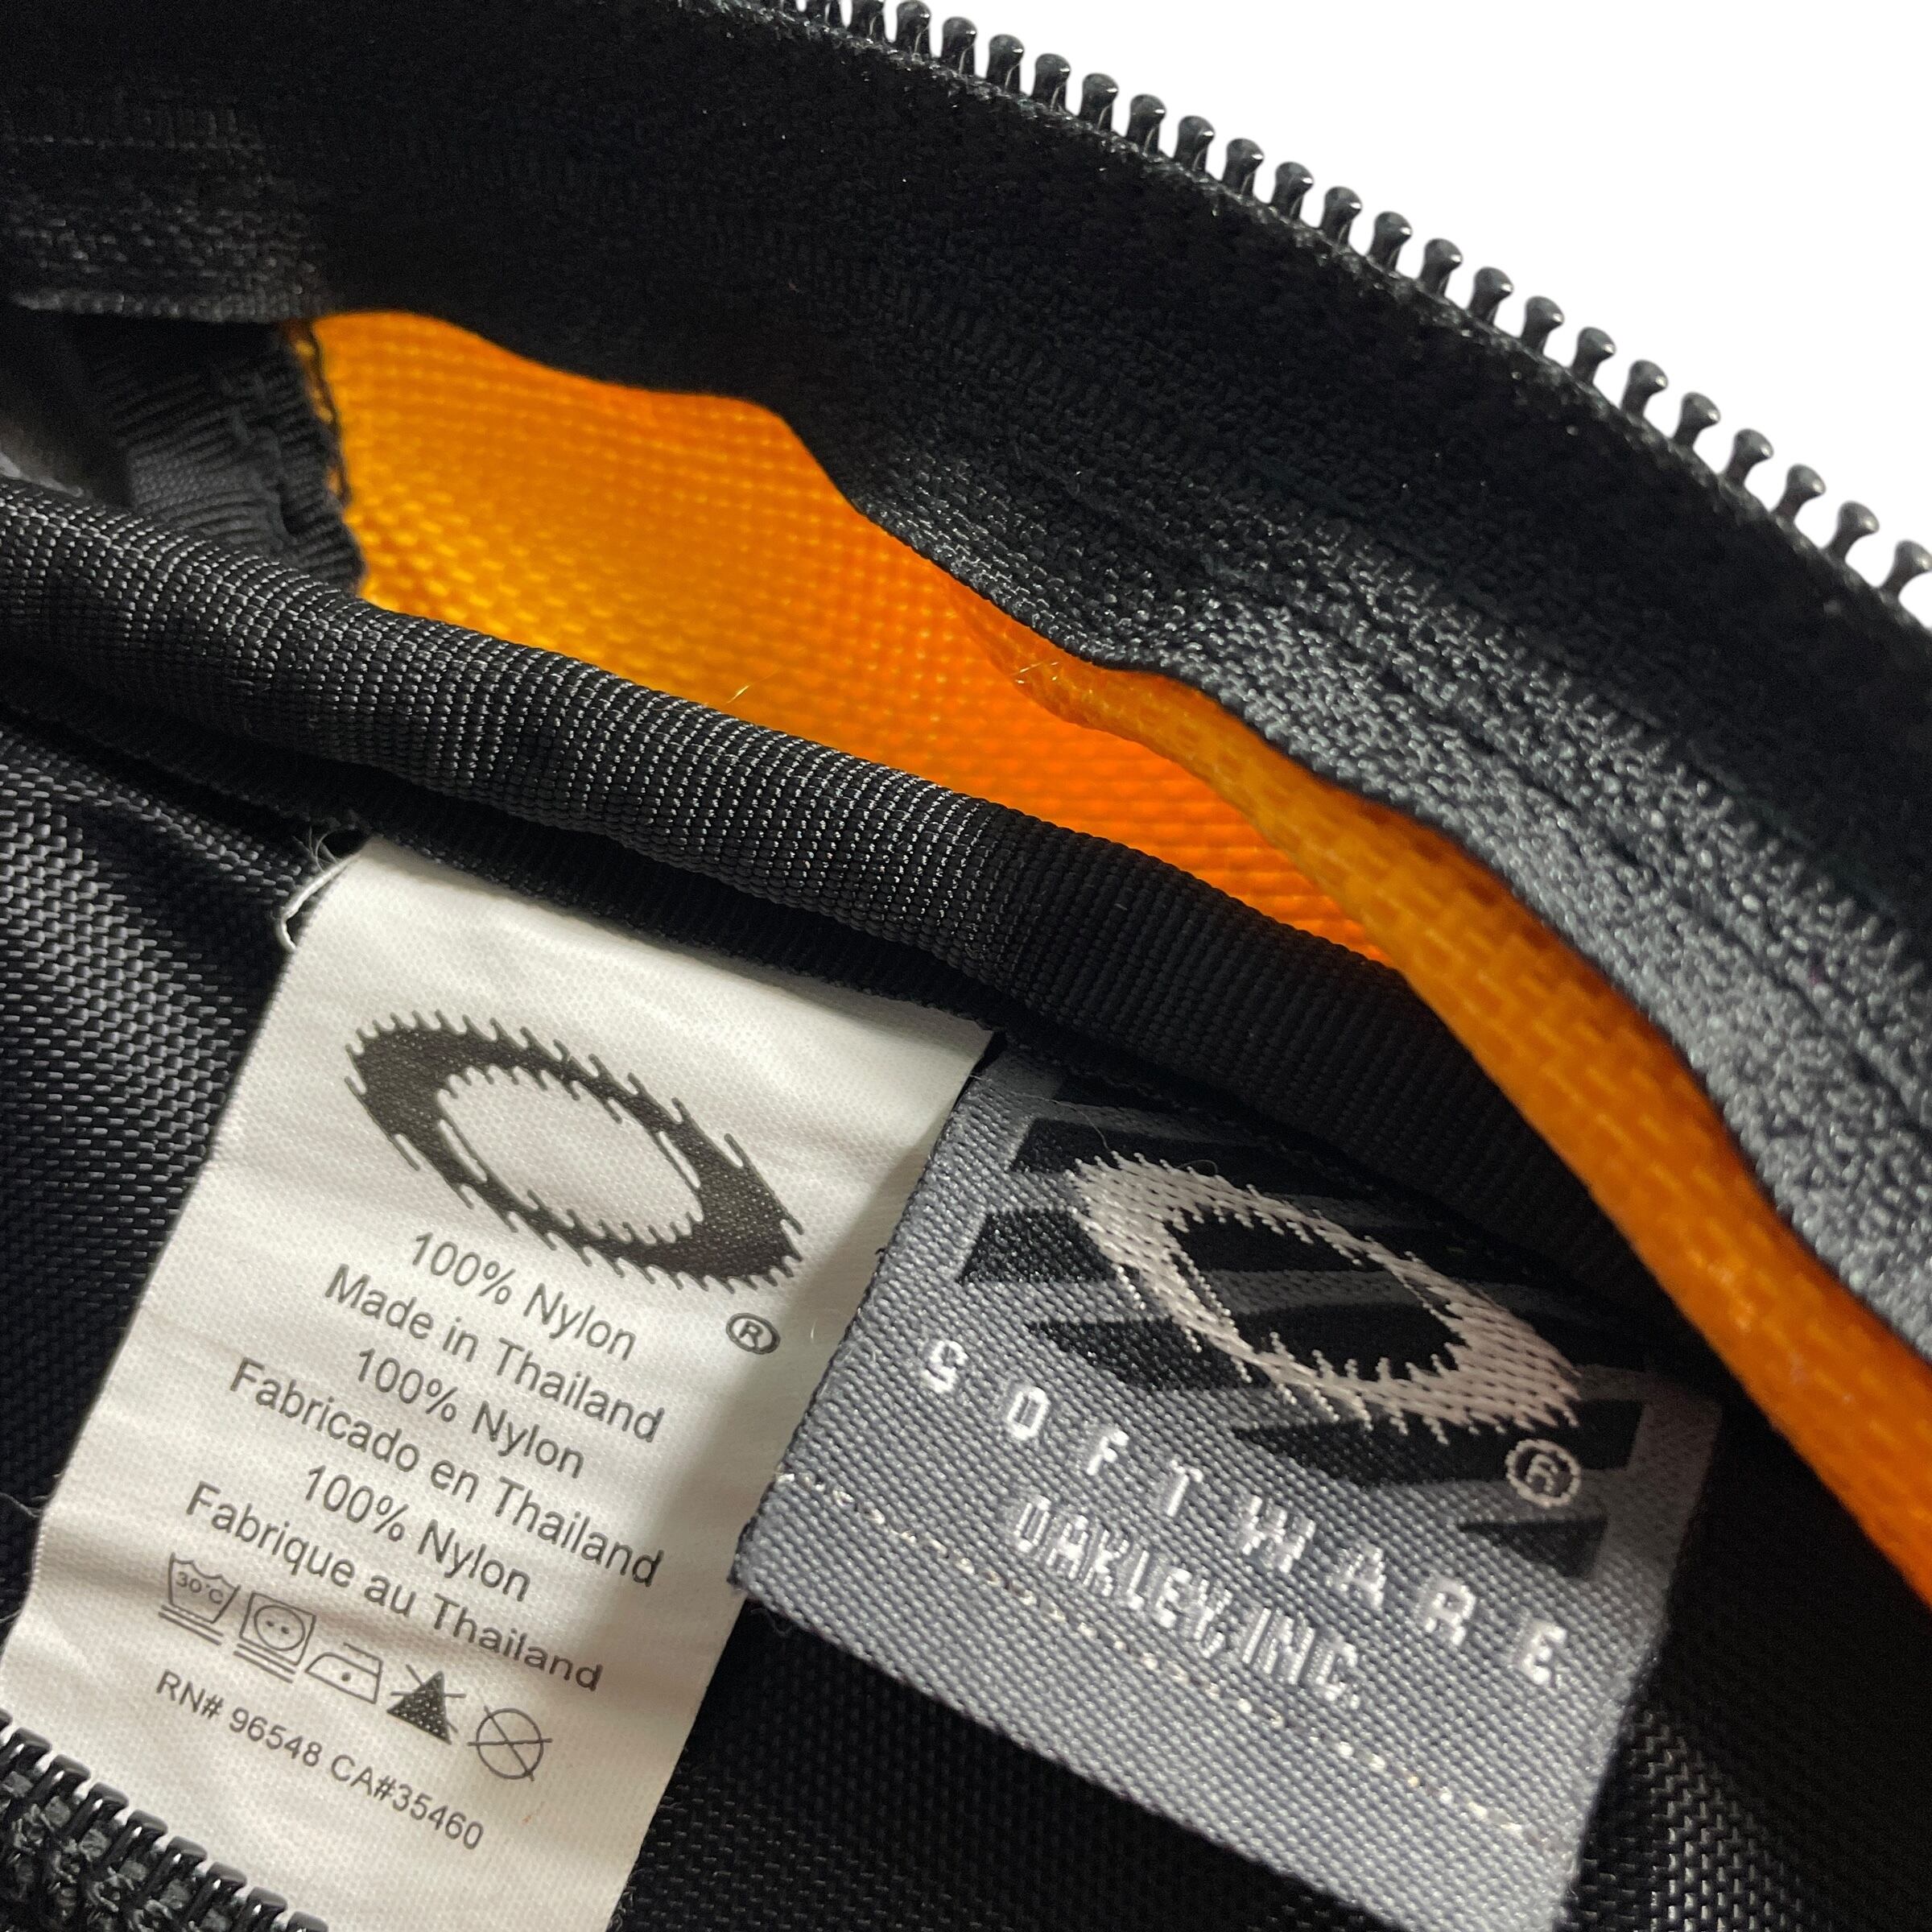 100% Nylon
Made in Thailand
100% Nylon
Fabricado en Thailand
100% Nylon
Fabrique au Thailand
30°C
RN# 96548 CA#35460
®
®
SOFTWARE
OAKLEY, INC.